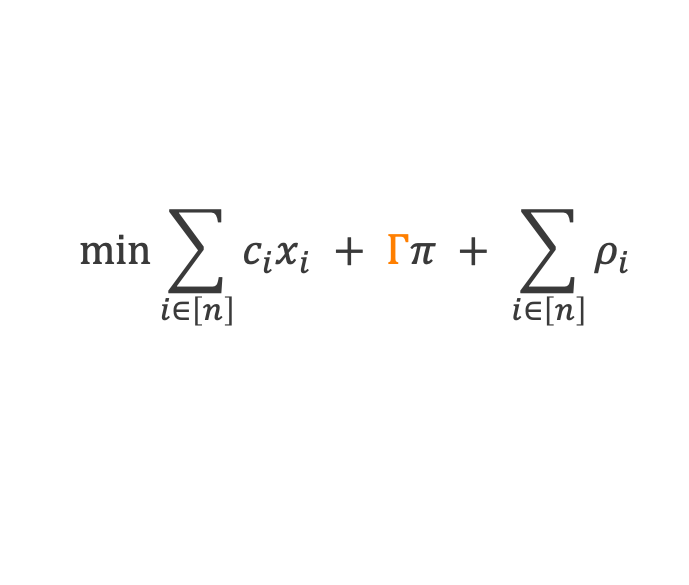 min ∑ i∈[n] c_i x_i + Γπ + ∑ i∈[n] ρ_i